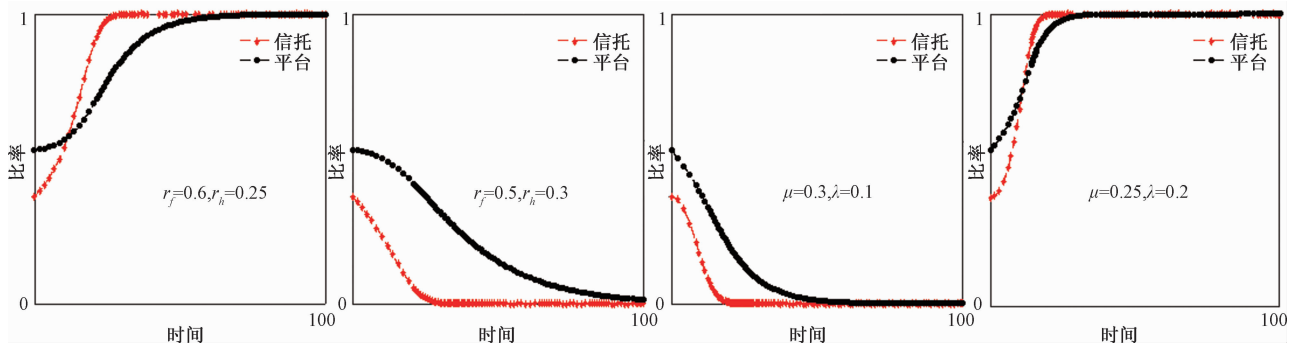 1
信托
平台
比率
r_f=0.6,r_h=0.25
0
100
时间
1
信托
平台
比率
r_f=0.5,r_h=0.3
0
100
时间
1
信托
平台
比率
μ=0.3,λ=0.1
0
100
时间
1
信托
平台
比率
μ=0.25,λ=0.2
0
100
时间